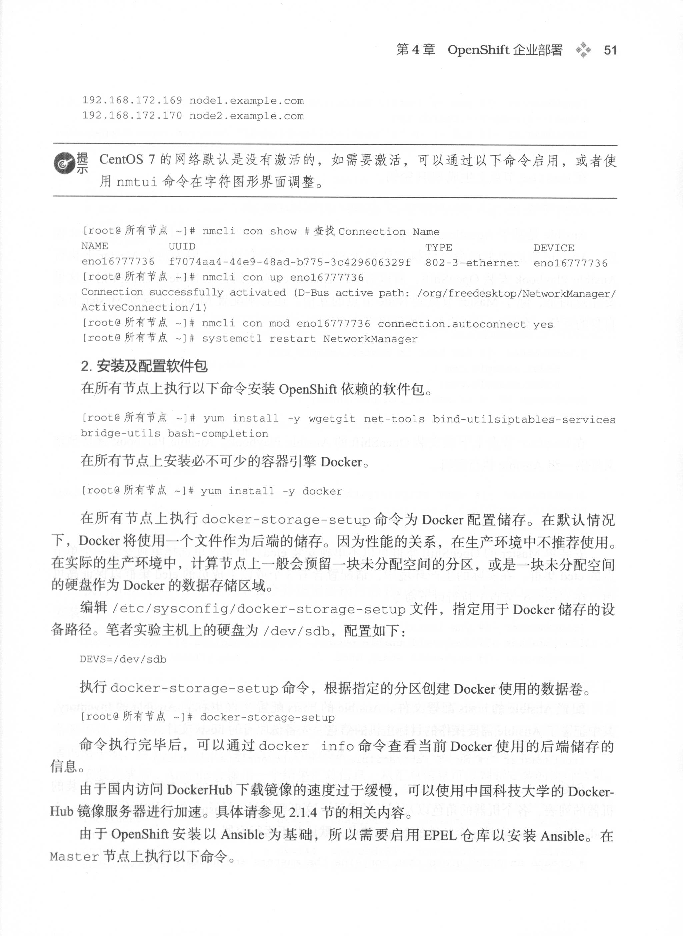 第 4 章 OpenShift 企业部署 51
192.168.172.169 node1.example.com
192.168.172.170 node2.example.com
提示 CentOS 7 的网络默认是没有激活的，如需要激活，可以通过以下命令启用，或者使
用 nmtui 命令在字符图形界面调整。
[root@所有节点 ~]# nmcli con show #查找 Connection Name
NAME UUID TYPE DEVICE
eno16777736 f7074aa4-44e9-48ad-b775-3c429606329f 802-3-ethernet eno16777736
[root@所有节点 ~]# nmcli con up eno16777736
Connection successfully activated (D-Bus active path: /org/freedesktop/NetworkManager/
ActiveConnection/1)
[root@所有节点 ~]# nmcli con mod eno16777736 connection.autoconnect yes
[root@所有节点 ~]# systemctl restart NetworkManager
2. 安装及配置软件包
在所有节点上执行以下命令安装 OpenShift 依赖的软件包。
[root@所有节点 ~]# yum install -y wgetgit net-tools bind-utilsiptables-services
bridge-utils bash-completion
在所有节点上安装必不可少的容器引擎 Docker。
[root@所有节点 ~]# yum install -y docker
在所有节点上执行 docker-storage-setup 命令为 Docker 配置储存。在默认情况
下，Docker 将使用一个文件作为后端的储存。因为性能的关系，在生产环境中不推荐使用。
在实际的生产环境中，计算节点上一般会预留一块未分配空间的分区，或是一块未分配空间
的硬盘作为 Docker 的数据存储区域。
编辑 /etc/sysconfig/docker-storage-setup 文件，指定用于 Docker 储存的设
备路径。笔者实验主机上的硬盘为 /dev/sdb，配置如下：
DEVS=/dev/sdb
执行 docker-storage-setup 命令，根据指定的分区创建 Docker 使用的数据卷。
[root@所有节点 ~]# docker-storage-setup
命令执行完毕后，可以通过 docker info 命令查看当前 Docker 使用的后端储存的
信息。
由于国内访问 DockerHub 下载镜像的速度过于缓慢，可以使用中国科技大学的 Docker-
Hub 镜像服务器进行加速。具体请参见 2.1.4 节的相关内容。
由于 OpenShift 安装以 Ansible 为基础，所以需要启用 EPEL 仓库以安装 Ansible。在
Master 节点上执行以下命令。